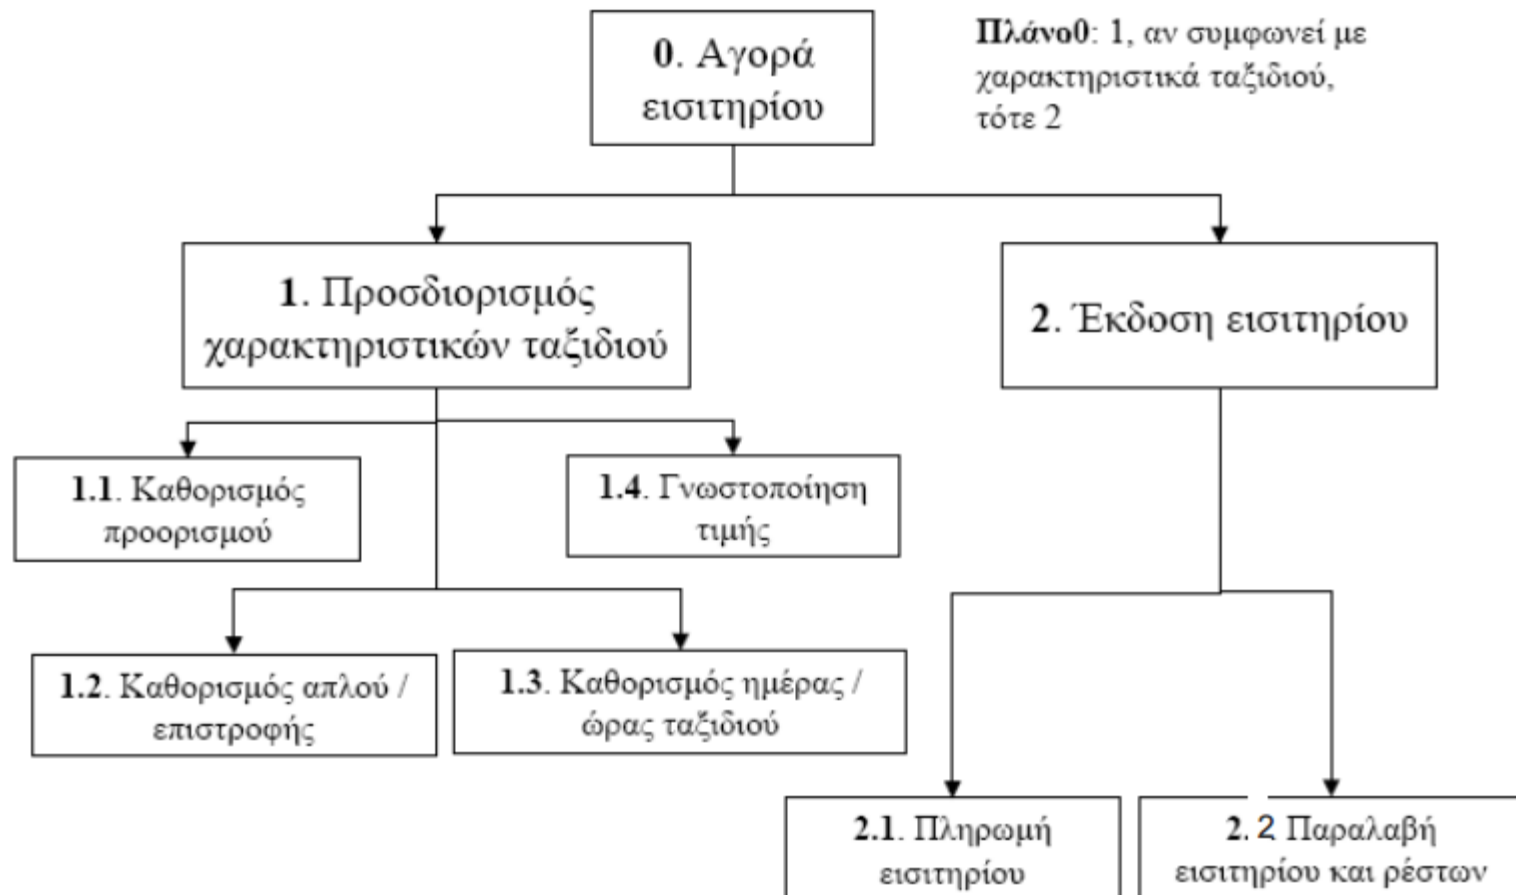 0. Αγορά
εισιτηρίου
Πλάνο0: 1, αν συμφωνεί με
χαρακτηριστικά ταξιδιού,
τότε 2
1. Προσδιορισμός
χαρακτηριστικών ταξιδιού
2. Έκδοση εισιτηρίου
1.1. Καθορισμός
προορισμού
1.4. Γνωστοποίηση
τιμής
1.2. Καθορισμός απλού /
επιστροφής
1.3. Καθορισμός ημέρας /
ώρας ταξιδιού
2.1. Πληρωμή
εισιτηρίου
2. 2 Παραλαβή
εισιτηρίου και ρέστων